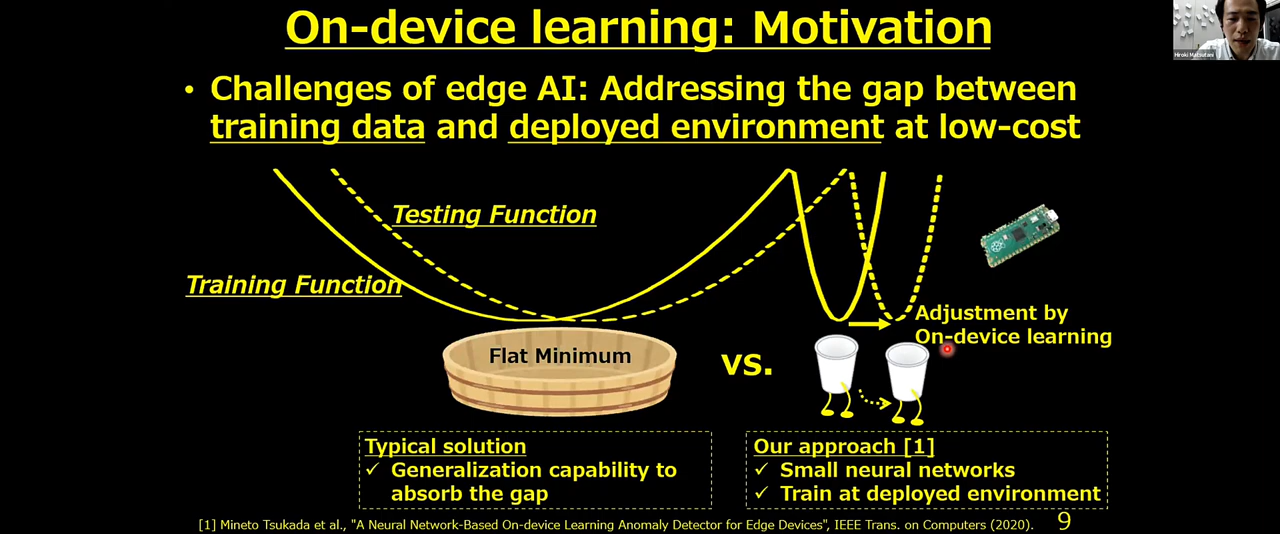 On-device learning: Motivation
Hiroki Matsutani
• Challenges of edge AI: Addressing the gap between
training data and deployed environment at low-cost
Testing Function
Training Function
Adjustment by
On-device learning
Flat Minimum
vs.
Typical solution
✓ Generalization capability to
absorb the gap
Our approach [1]
✓ Small neural networks
✓ Train at deployed environment
[1] Mineto Tsukada et al., "A Neural Network-Based On-device Learning Anomaly Detector for Edge Devices", IEEE Trans. on Computers (2020).
9